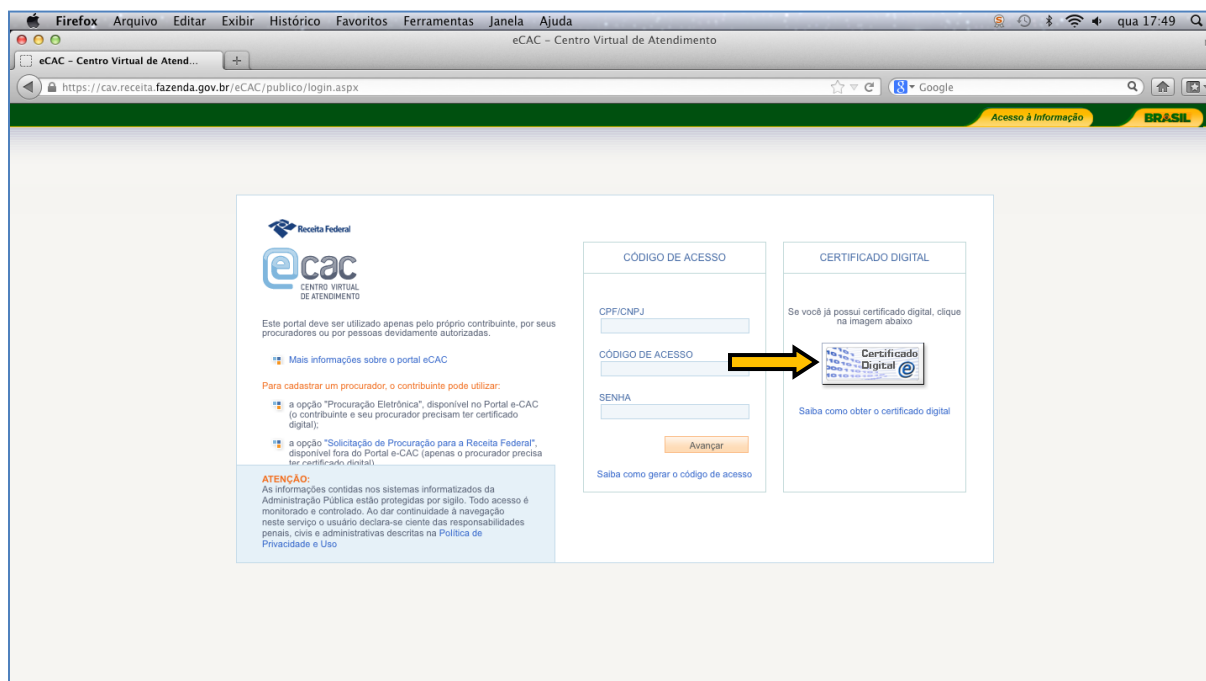 Firefox Arquivo Editar Exibir Histórico Favoritos Ferramentas Janela Ajuda
qua 17:49
eCAC – Centro Virtual de Atendimento
eCAC – Centro Virtual de Atend...
https://cav.receita.fazenda.gov.br/eCAC/publico/login.aspx
Google
Acesso à Informação
BRASIL
Receita Federal
ecac
CENTRO VIRTUAL
DE ATENDIMENTO
Este portal deve ser utilizado apenas pelo próprio contribuinte, por seus
procuradores ou por pessoas devidamente autorizadas.
Mais informações sobre o portal eCAC
Para cadastrar um procurador, o contribuinte pode utilizar:
a opção "Procuração Eletrônica", disponível no Portal e-CAC
(o contribuinte e seu procurador precisam ter certificado
digital);
a opção "Solicitação de Procuração para a Receita Federal",
disponível fora do Portal e-CAC (apenas o procurador precisa
ter certificado digital)
ATENÇÃO:
As informações contidas nos sistemas informatizados da
Administração Pública estão protegidas por sigilo. Todo acesso é
monitorado e controlado. Ao dar continuidade à navegação
neste serviço o usuário declara-se ciente das responsabilidades
penais, civis e administrativas descritas na Política de
Privacidade e Uso
CÓDIGO DE ACESSO
CPF/CNPJ
CÓDIGO DE ACESSO
SENHA
Avançar
Saiba como gerar o código de acesso
CERTIFICADO DIGITAL
Se você já possui certificado digital, clique
na imagem abaixo
Certificado
Digital
Saiba como obter o certificado digital